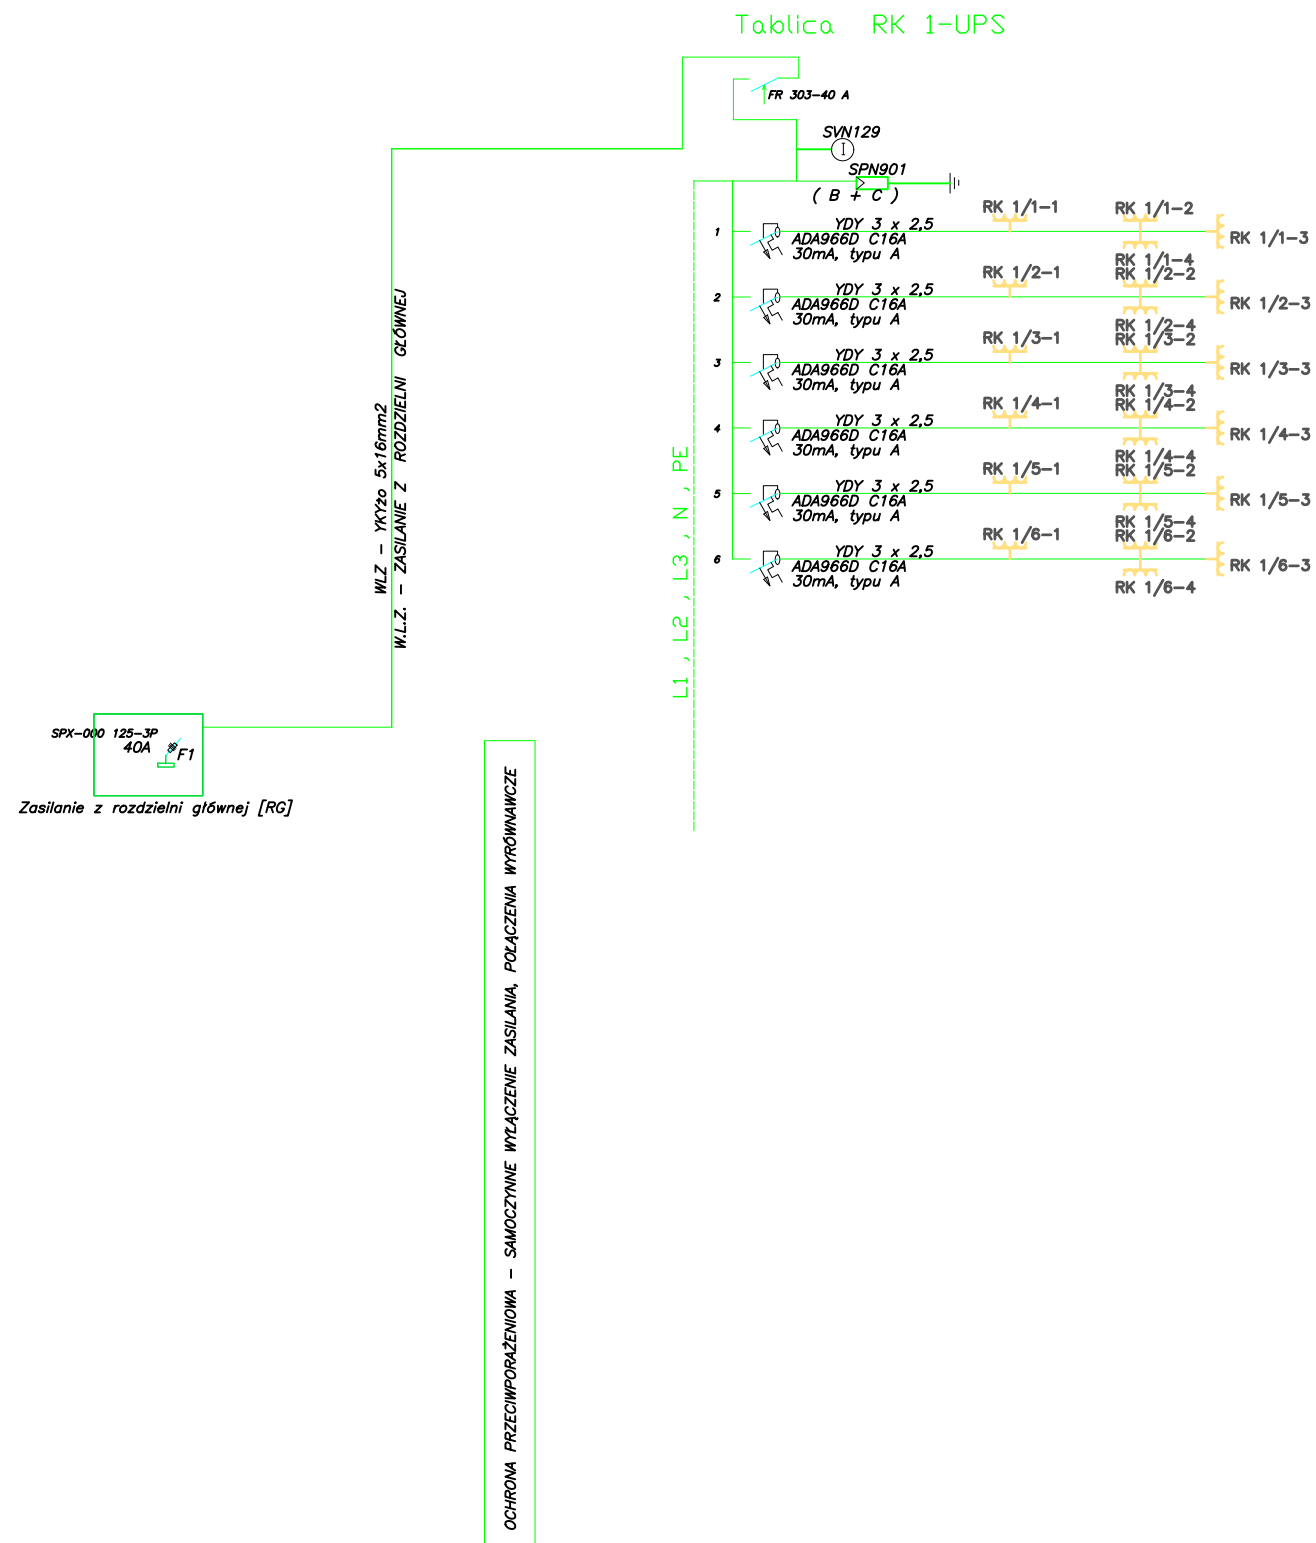 Tablica RK 1-UPS
FR 303-40 A
SVN129
I
SPN901
( B + C )
1
YDY 3 x 2,5
ADA966D C16A
30mA, typu A
RK 1/1-1
RK 1/1-2
RK 1/1-3
RK 1/1-4
2
YDY 3 x 2,5
ADA966D C16A
30mA, typu A
RK 1/2-1
RK 1/2-2
RK 1/2-3
RK 1/2-4
3
YDY 3 x 2,5
ADA966D C16A
30mA, typu A
RK 1/3-1
RK 1/3-2
RK 1/3-3
RK 1/3-4
4
YDY 3 x 2,5
ADA966D C16A
30mA, typu A
RK 1/4-1
RK 1/4-2
RK 1/4-3
RK 1/4-4
5
YDY 3 x 2,5
ADA966D C16A
30mA, typu A
RK 1/5-1
RK 1/5-2
RK 1/5-3
RK 1/5-4
6
YDY 3 x 2,5
ADA966D C16A
30mA, typu A
RK 1/6-1
RK 1/6-2
RK 1/6-3
RK 1/6-4
WLZ - YKYżo 5x16mm2
W.L.Z. - ZASILANIE Z ROZDZIELNI GŁÓWNEJ
L1 , L2 , L3 , N , PE
SPX-000 125-3P
40A
F1
Zasilanie z rozdzielni głównej [RG]
OCHRONA PRZECIWPORAŻENIOWA - SAMOCZYNNE WYŁĄCZENIE ZASILANIA, POŁĄCZENIA WYRÓWNAWCZE